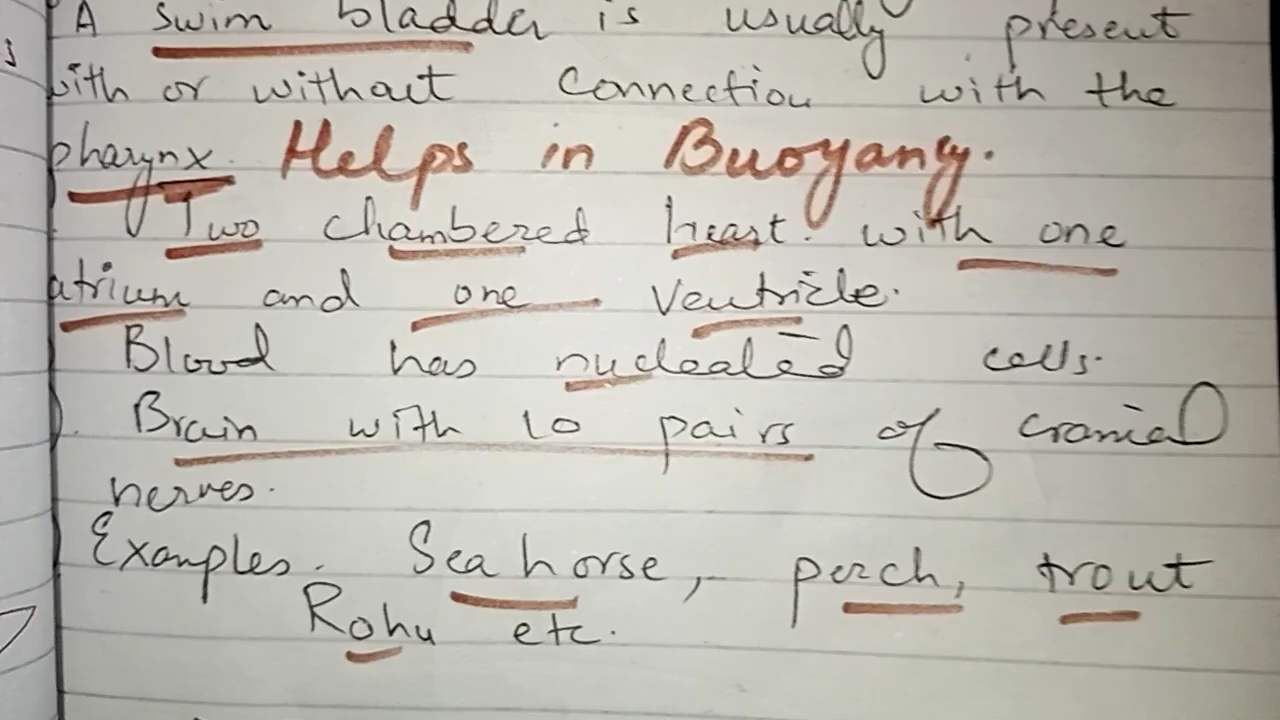 A swim bladder is usually present
with or without connection with the
pharynx. Helps in Buoyancy.
Two chambered heart. with one
atrium and one Ventricle.
Blood has nucleated cells.
Brain with 10 pairs of cranial
nerves.
Examples. Sea horse, perch, trout
Rohu etc.